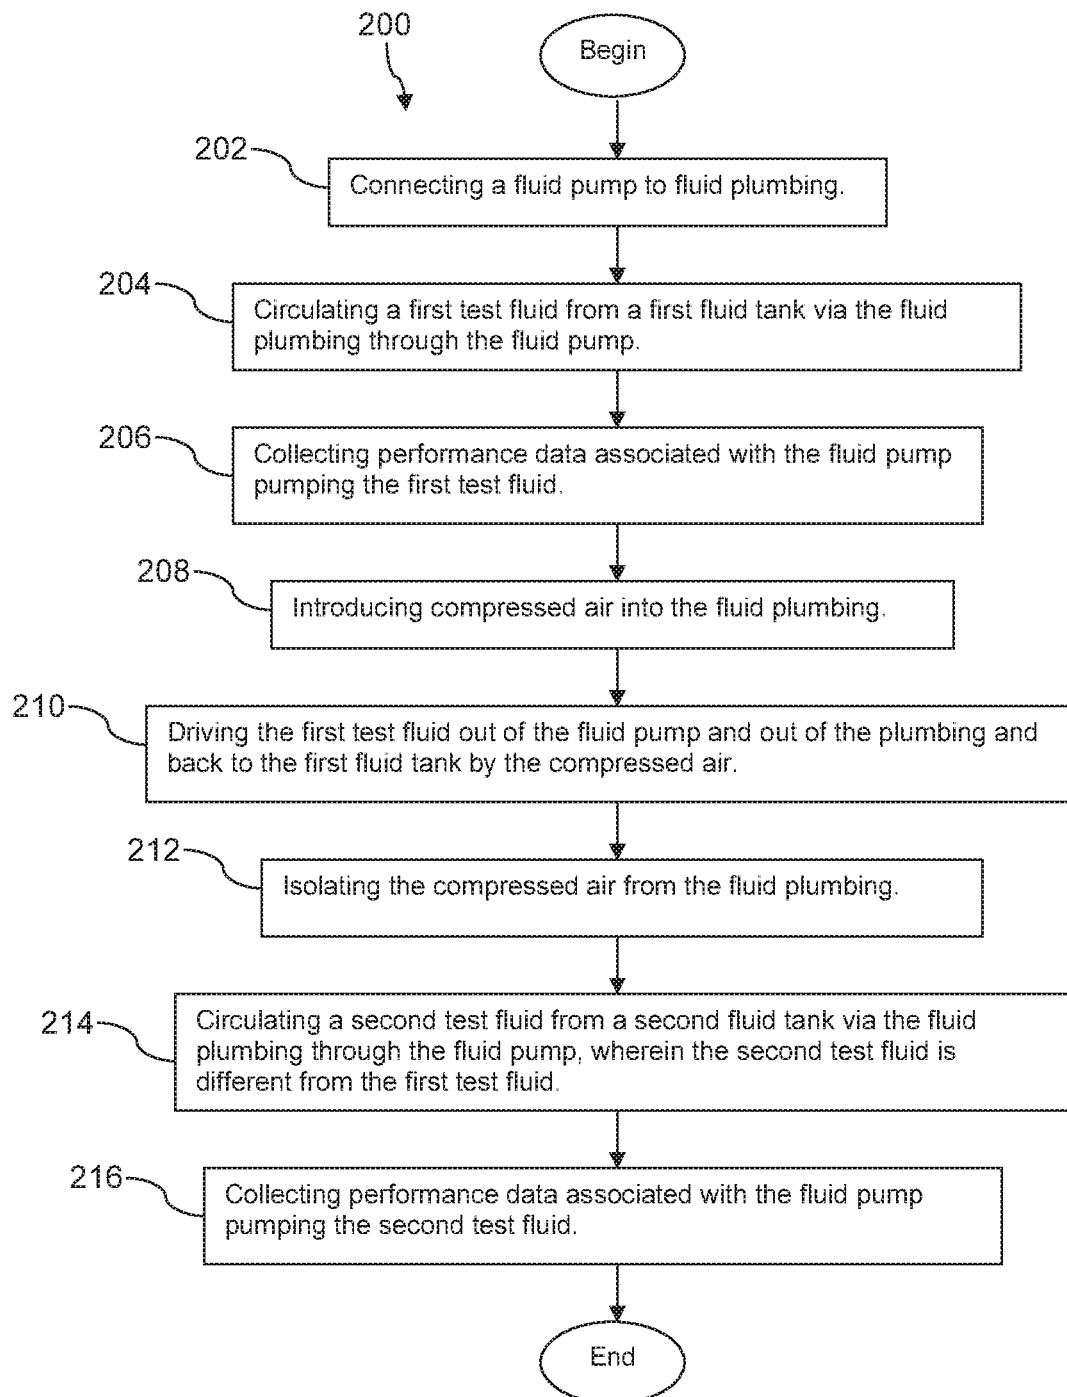 200
Begin
202
Connecting a fluid pump to fluid plumbing.
204
Circulating a first test fluid from a first fluid tank via the fluid
plumbing through the fluid pump.
206
Collecting performance data associated with the fluid pump
pumping the first test fluid.
208
Introducing compressed air into the fluid plumbing.
210
Driving the first test fluid out of the fluid pump and out of the plumbing and
back to the first fluid tank by the compressed air.
212
Isolating the compressed air from the fluid plumbing.
214
Circulating a second test fluid from a second fluid tank via the fluid
plumbing through the fluid pump, wherein the second test fluid is
different from the first test fluid.
216
Collecting performance data associated with the fluid pump
pumping the second test fluid.
End